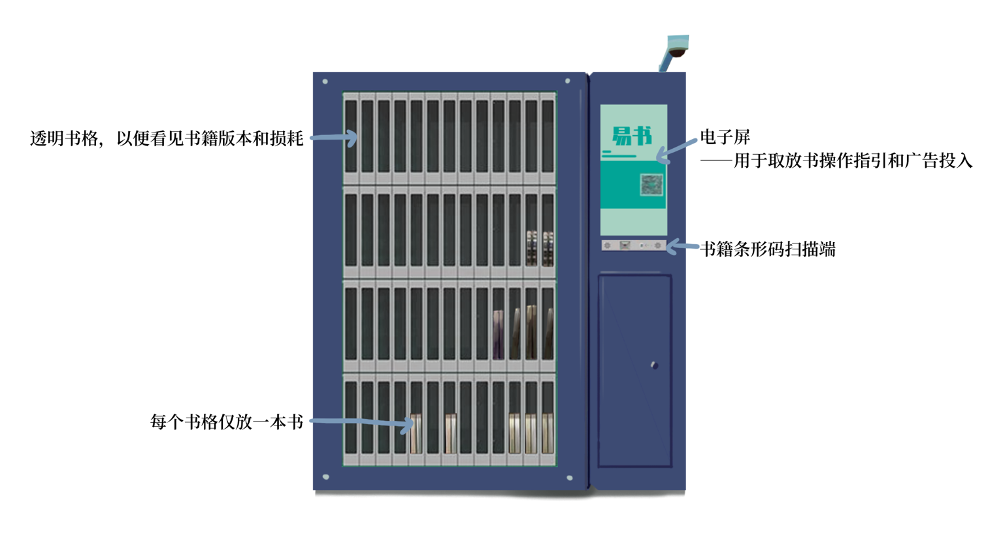 透明书格，以便看见书籍版本和损耗
易书
电子屏
——用于取放书操作指引和广告投入
书籍条形码扫描端
每个书格仅放一本书